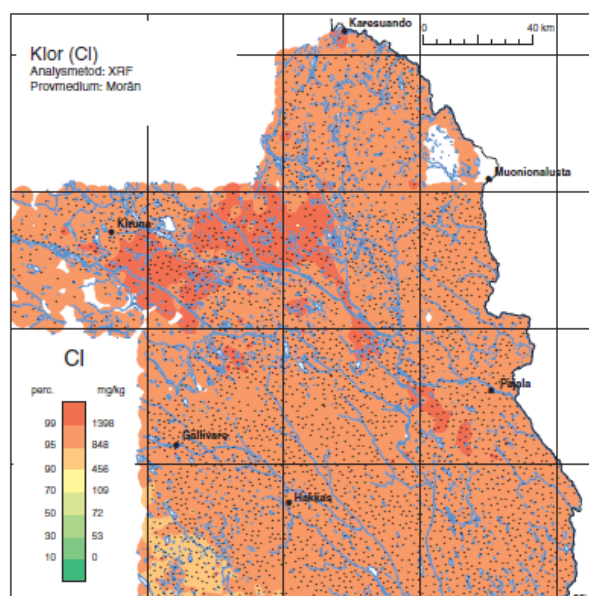 Karesuando
0 40 km
Klor (Cl)
Analysmetod: XRF
Provmedium: Morän
Muonionalusta
Kiruna
Cl
perc. mg/kg
99 1398
95 848
90 456
70 109
50 72
30 53
10 0
Pajala
Gällivare
Hakkas